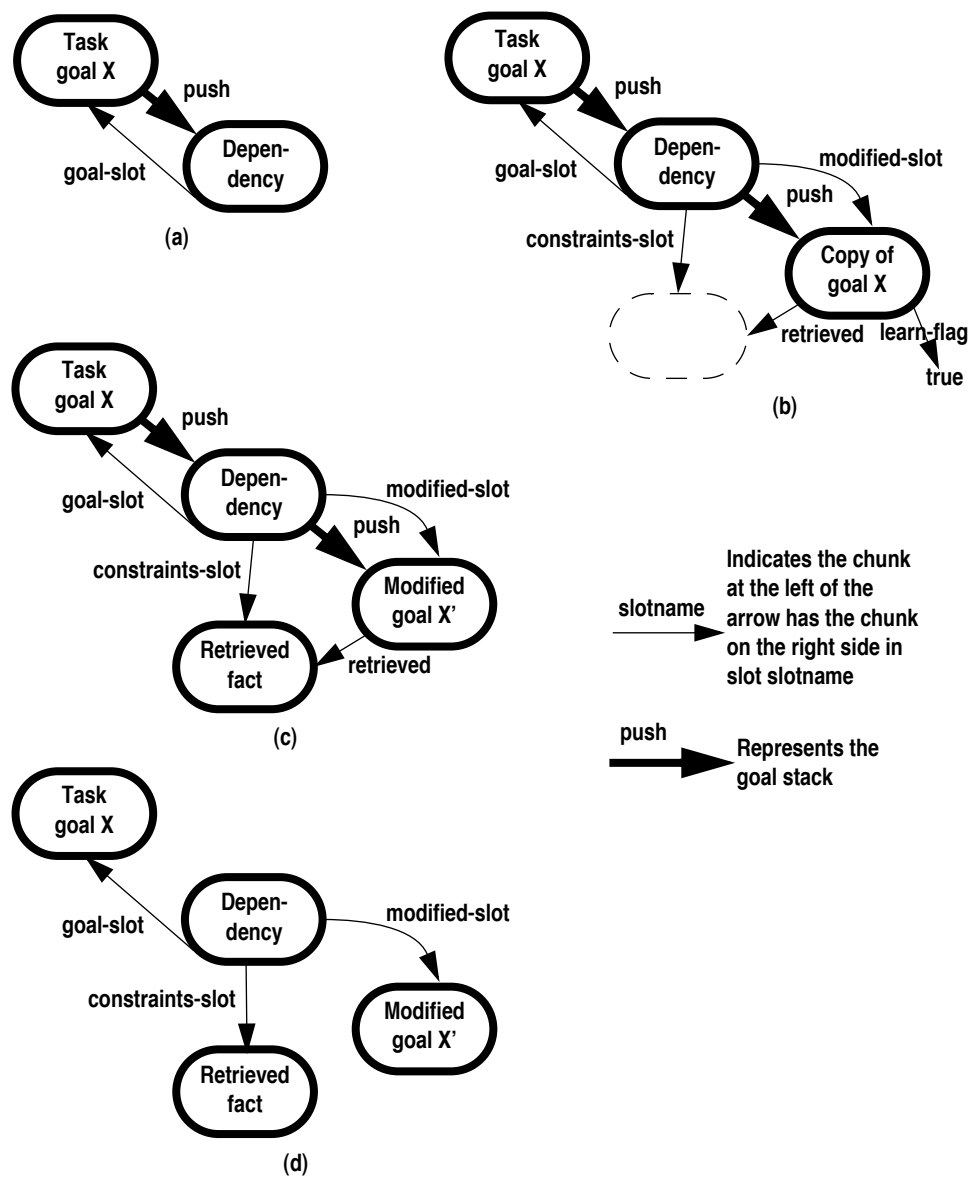 Task
goal X
push
goal-slot
Depen-
dency
(a)
Task
goal X
push
goal-slot
Depen-
dency
modified-slot
push
constraints-slot
Copy of
goal X
retrieved
learn-flag
true
(b)
Task
goal X
push
goal-slot
Depen-
dency
modified-slot
push
constraints-slot
Modified
goal X'
Retrieved
fact
retrieved
(c)
slotname
Indicates the chunk
at the left of the
arrow has the chunk
on the right side in
slot slotname
push
Represents the
goal stack
Task
goal X
goal-slot
Depen-
dency
modified-slot
constraints-slot
Modified
goal X'
Retrieved
fact
(d)